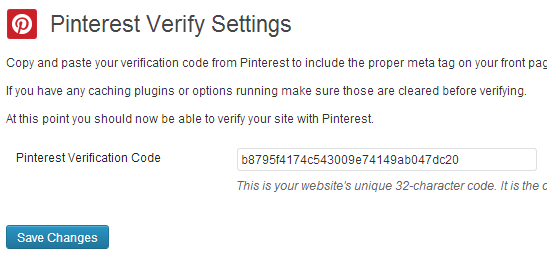 Pinterest Verify Settings
Copy and paste your verification code from Pinterest to include the proper meta tag on your front pag
If you have any caching plugins or options running make sure those are cleared before verifying.
At this point you should now be able to verify your site with Pinterest.
Pinterest Verification Code b8795f4174c543009e74149ab047dc20
This is your website's unique 32-character code. It is the c
Save Changes